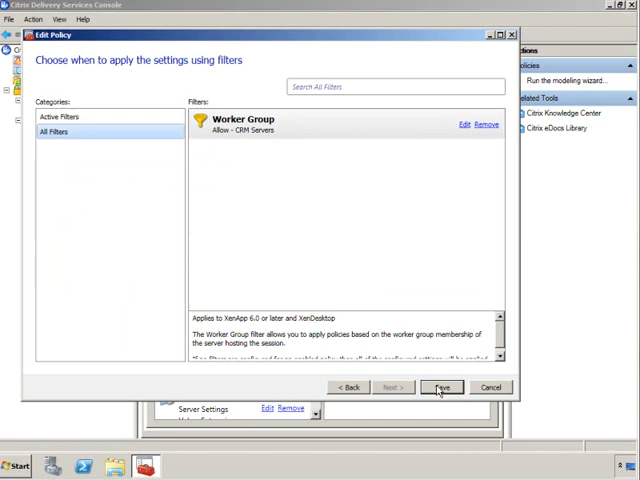 Citrix Delivery Services Console
File Action View Help
Edit Policy
Choose when to apply the settings using filters
Search All Filters
Categories:
Active Filters
All Filters
Filters:
Worker Group
Allow - CRM Servers
Edit Remove
Applies to XenApp 6.0 or later and XenDesktop
The Worker Group filter allows you to apply policies based on the worker group membership of
the server hosting the session.
< Back Next > Save Cancel
Server Settings
Edit Remove
Run the modeling wizard...
Citrix Knowledge Center
Citrix eDocs Library
Start